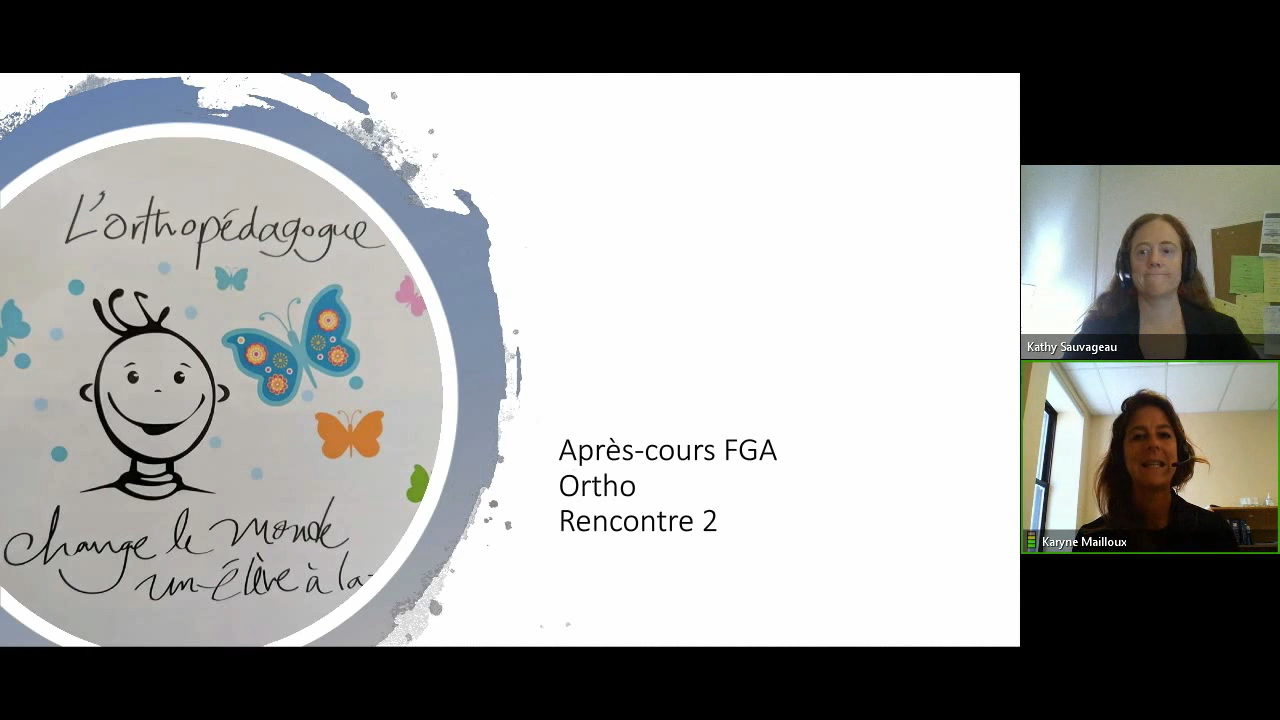 L'orthopédagogue
change le monde
un élève à la
Après-cours FGA
Ortho
Rencontre 2
Kathy Sauvageau
Karyne Mailloux